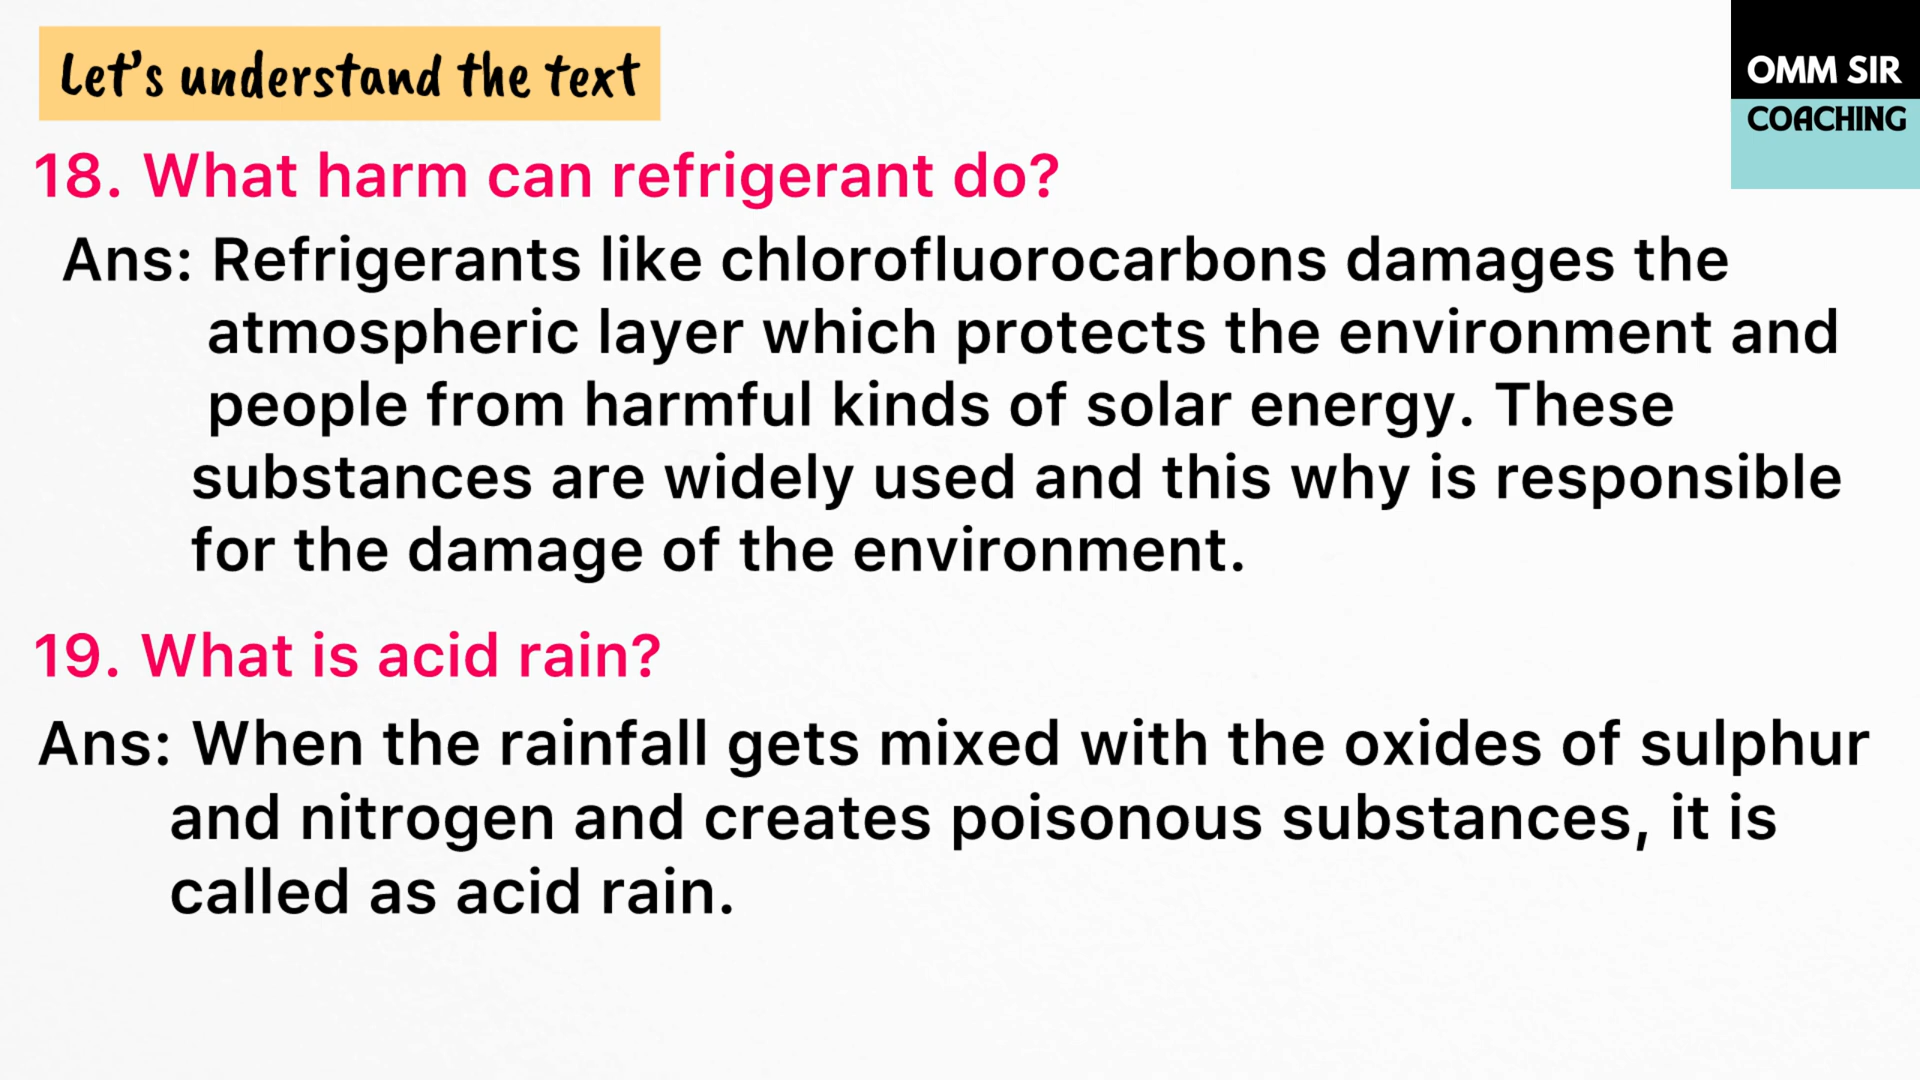 Let's understand the text
OMM SIR
COACHING
18. What harm can refrigerant do?
Ans: Refrigerants like chlorofluorocarbons damages the
atmospheric layer which protects the environment and
people from harmful kinds of solar energy. These
substances are widely used and this why is responsible
for the damage of the environment.
19. What is acid rain?
Ans: When the rainfall gets mixed with the oxides of sulphur
and nitrogen and creates poisonous substances, it is
called as acid rain.